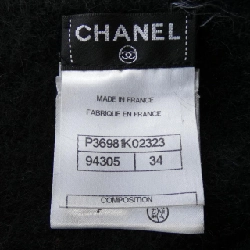 CHANEL
MADE IN FRANCE
FABRIQUE EN FRANCE
P36981K02323
94305 34
COMPOSITION